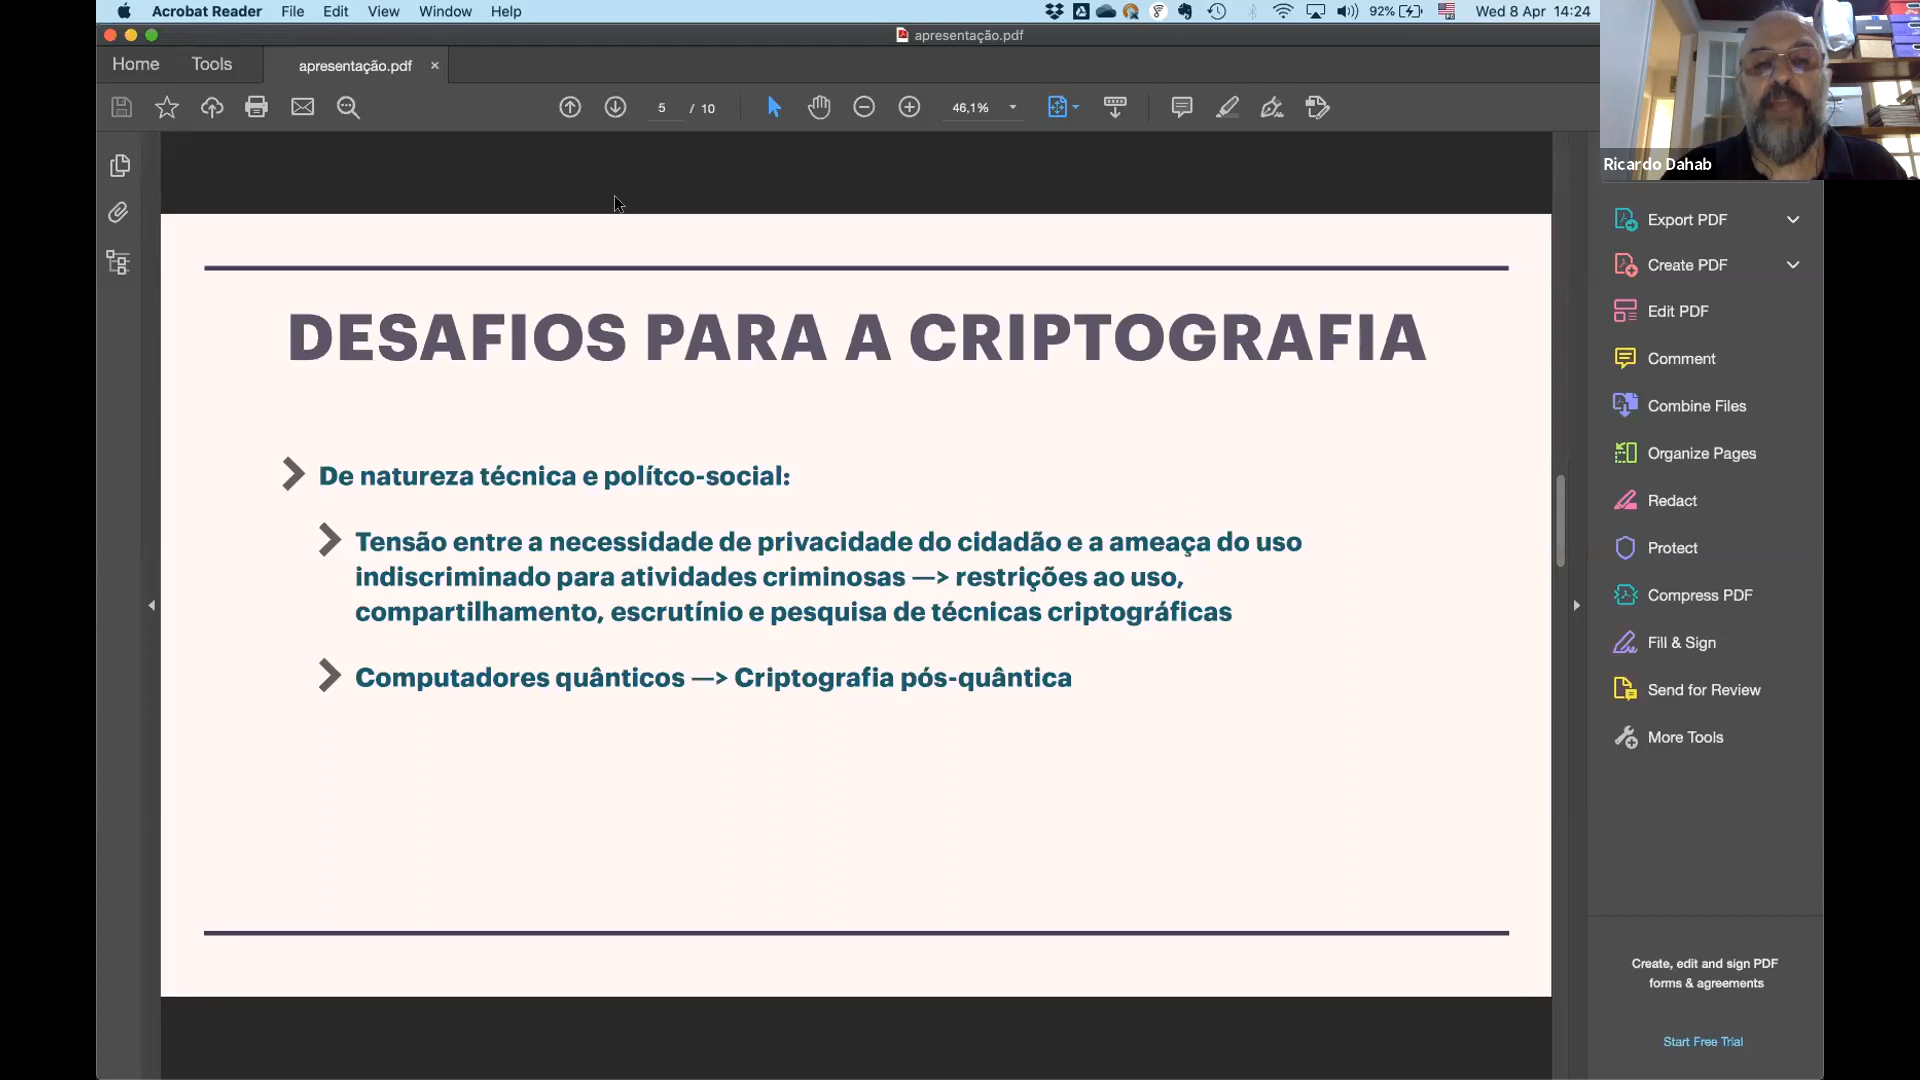 Acrobat Reader File Edit View Window Help 92% Wed 8 Apr 14:24
apresentação.pdf
Home Tools apresentação.pdf ×
5 / 10 46,1%
Ricardo Dahab
DESAFIOS PARA A CRIPTOGRAFIA
De natureza técnica e polítco-social:
Tensão entre a necessidade de privacidade do cidadão e a ameaça do uso
indiscriminado para atividades criminosas —> restrições ao uso,
compartilhamento, escrutínio e pesquisa de técnicas criptográficas
Computadores quânticos —> Criptografia pós-quântica
Export PDF
Create PDF
Edit PDF
Comment
Combine Files
Organize Pages
Redact
Protect
Compress PDF
Fill & Sign
Send for Review
More Tools
Create, edit and sign PDF
forms & agreements
Start Free Trial